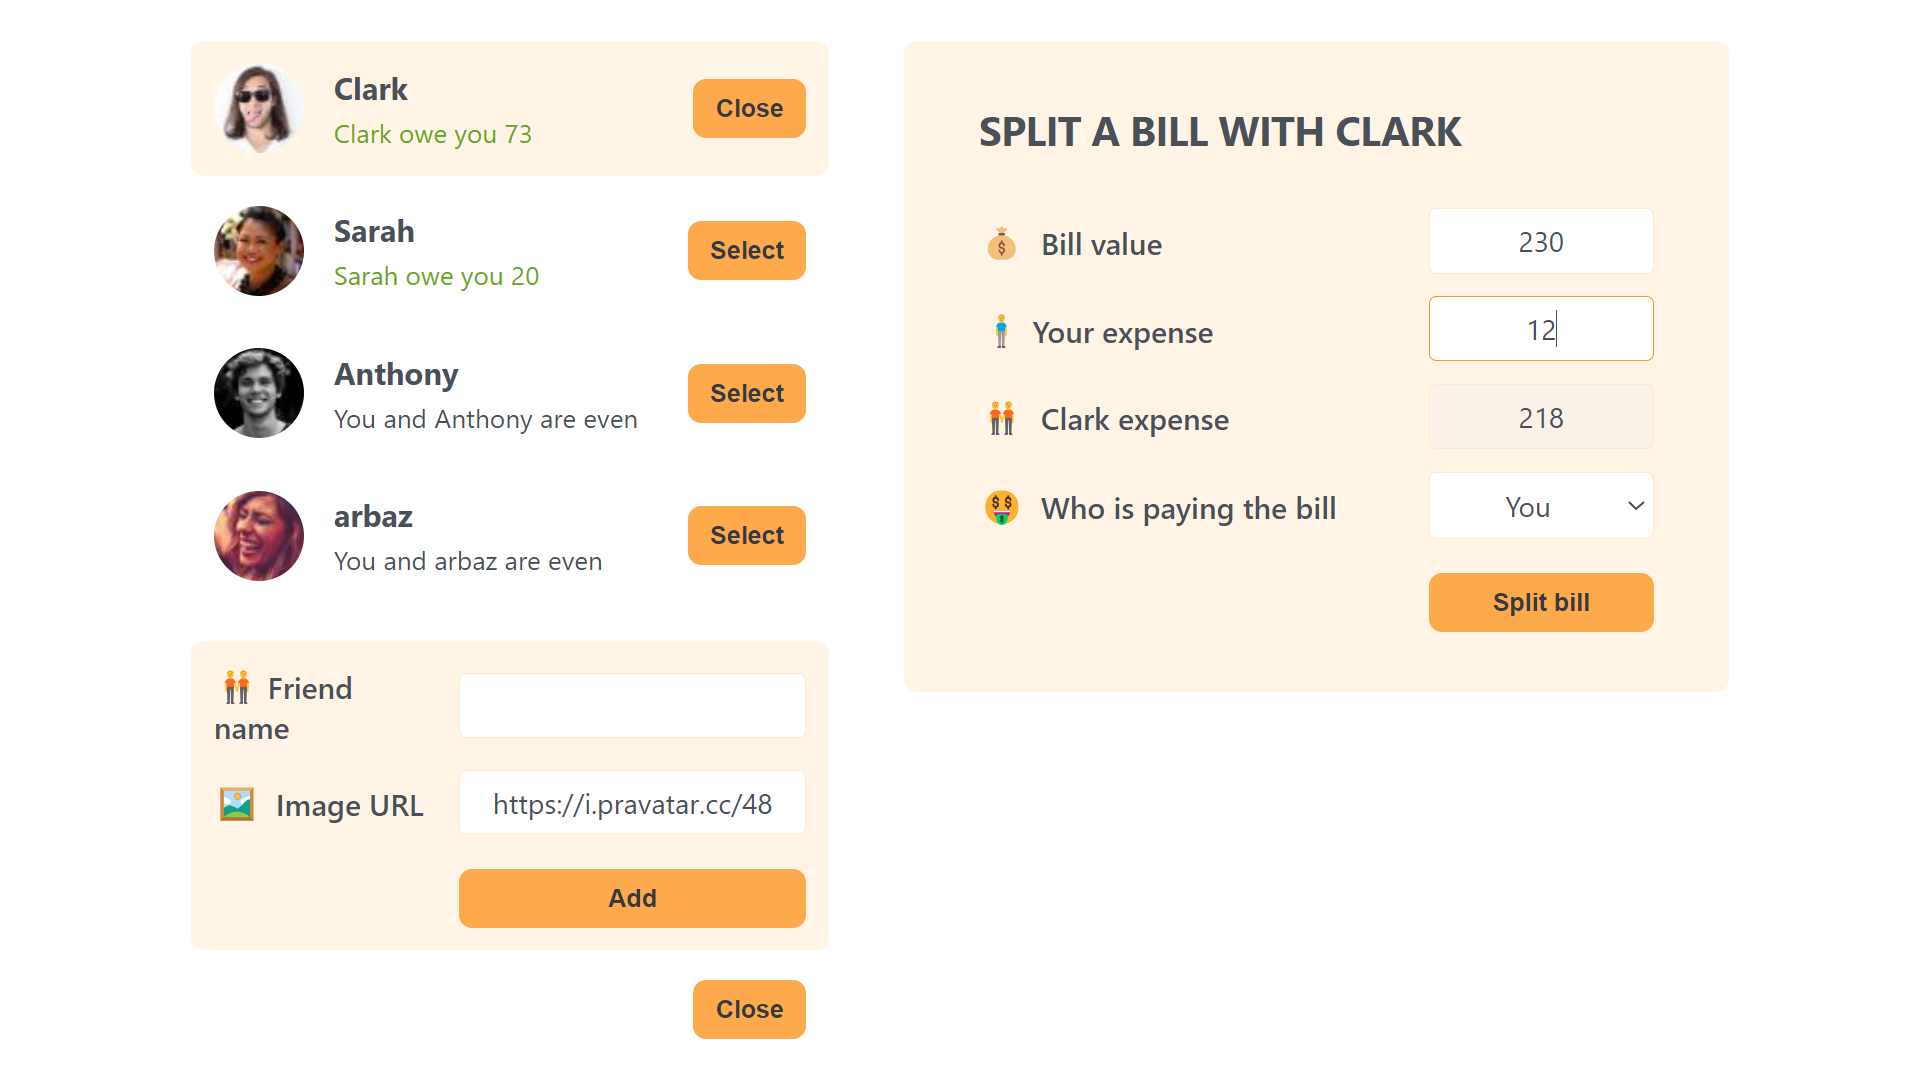 Clark
Clark owe you 73
Close
Sarah
Sarah owe you 20
Select
Anthony
You and Anthony are even
Select
arbaz
You and arbaz are even
Select
Friend
name
Image URL
https://i.pravatar.cc/48
Add
Close
SPLIT A BILL WITH CLARK
Bill value
230
Your expense
12
Clark expense
218
Who is paying the bill
You
Split bill